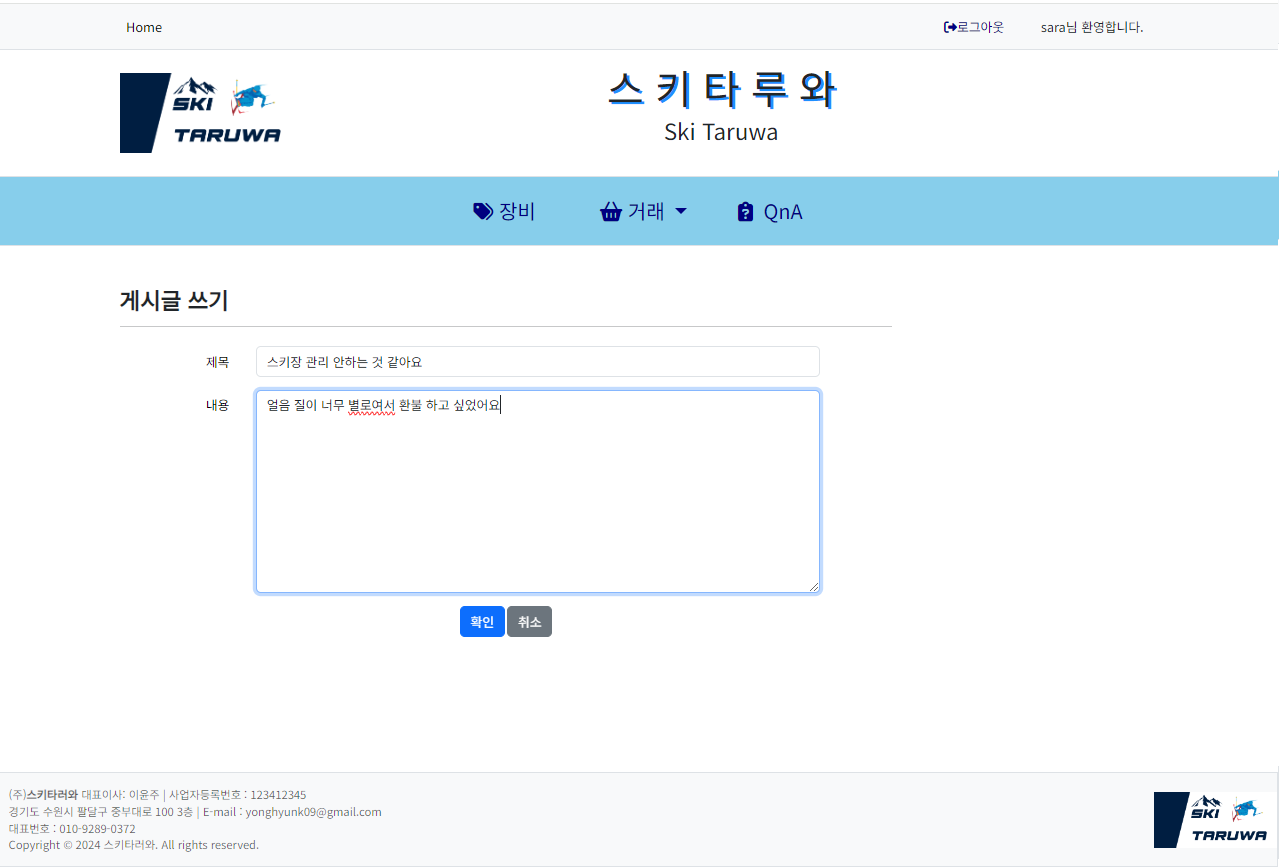 Home
로그아웃
sara님 환영합니다.
SKI
TARUWA
스키타루와
Ski Taruwa
장비
거래
QnA
게시글 쓰기
제목
스키장 관리 안하는 것 같아요
내용
얼음 질이 너무 별로여서 환불 하고 싶었어요
확인
취소
(주)스키타러와 대표이사: 이윤주 | 사업자등록번호 : 123412345
경기도 수원시 팔달구 중부대로 100 3층 | E-mail : yonghyunk09@gmail.com
대표번호 : 010-9289-0372
Copyright © 2024 스키타러와. All rights reserved.
SKI
TARUWA